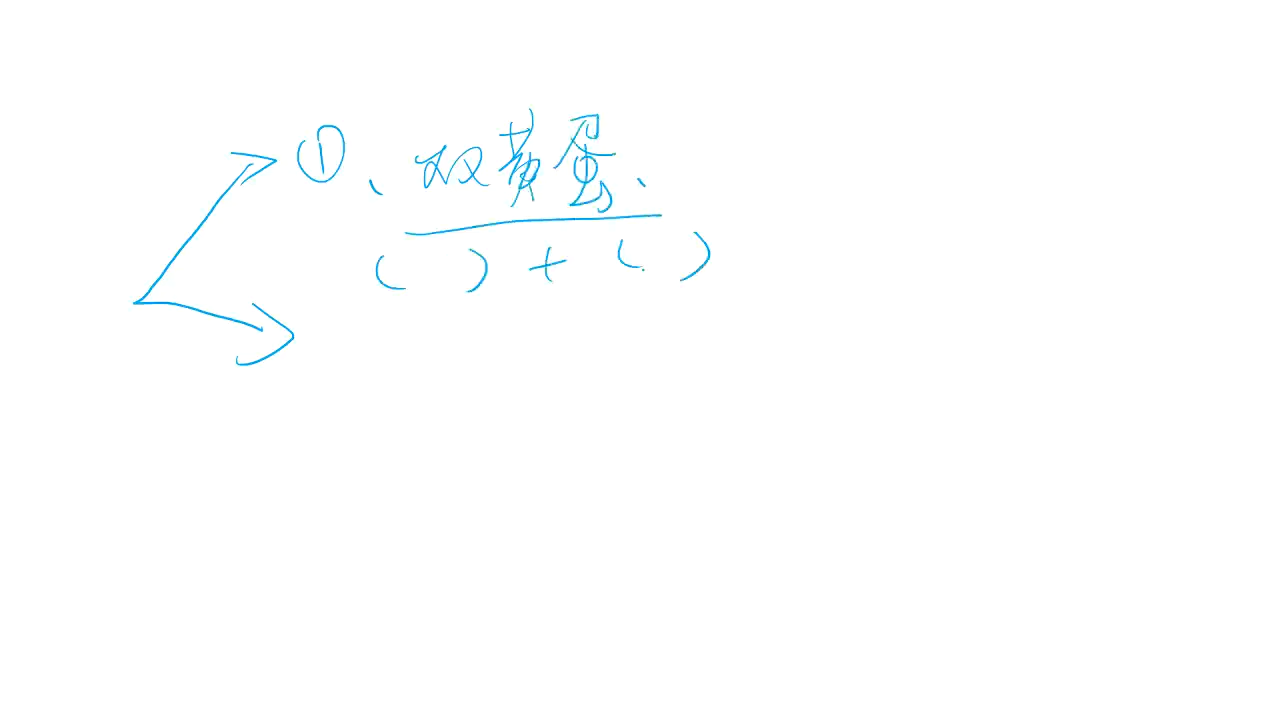 ①、双黄蛋、
( ) + ( )